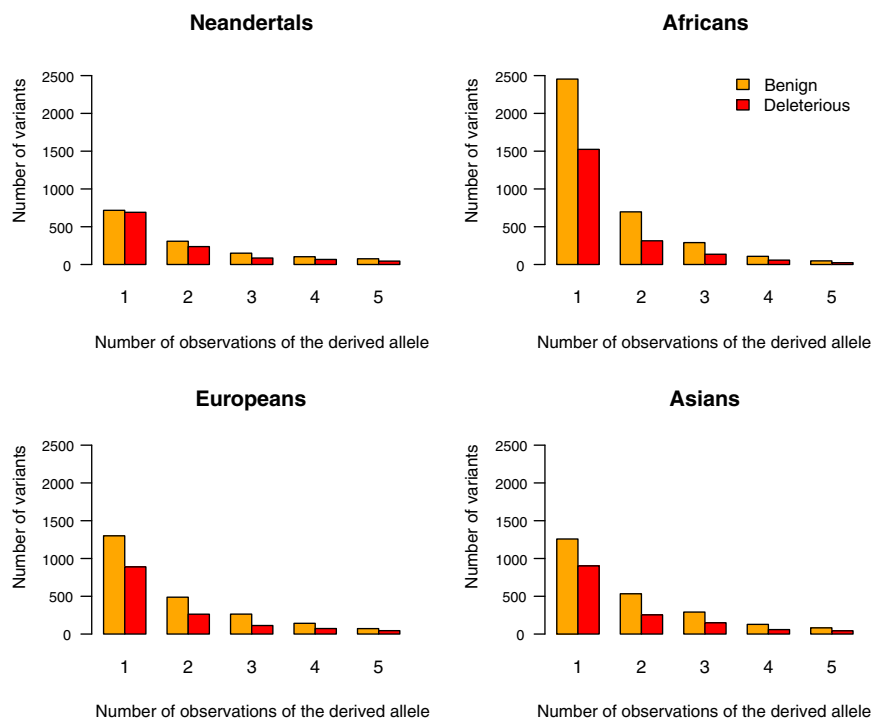 Neandertals
Number of variants
2500
2000
1500
1000
500
0
1 2 3 4 5
Number of observations of the derived allele
Africans
Number of variants
2500
2000
1500
1000
500
0
Benign
Deleterious
1 2 3 4 5
Number of observations of the derived allele
Europeans
Number of variants
2500
2000
1500
1000
500
0
1 2 3 4 5
Number of observations of the derived allele
Asians
Number of variants
2500
2000
1500
1000
500
0
1 2 3 4 5
Number of observations of the derived allele